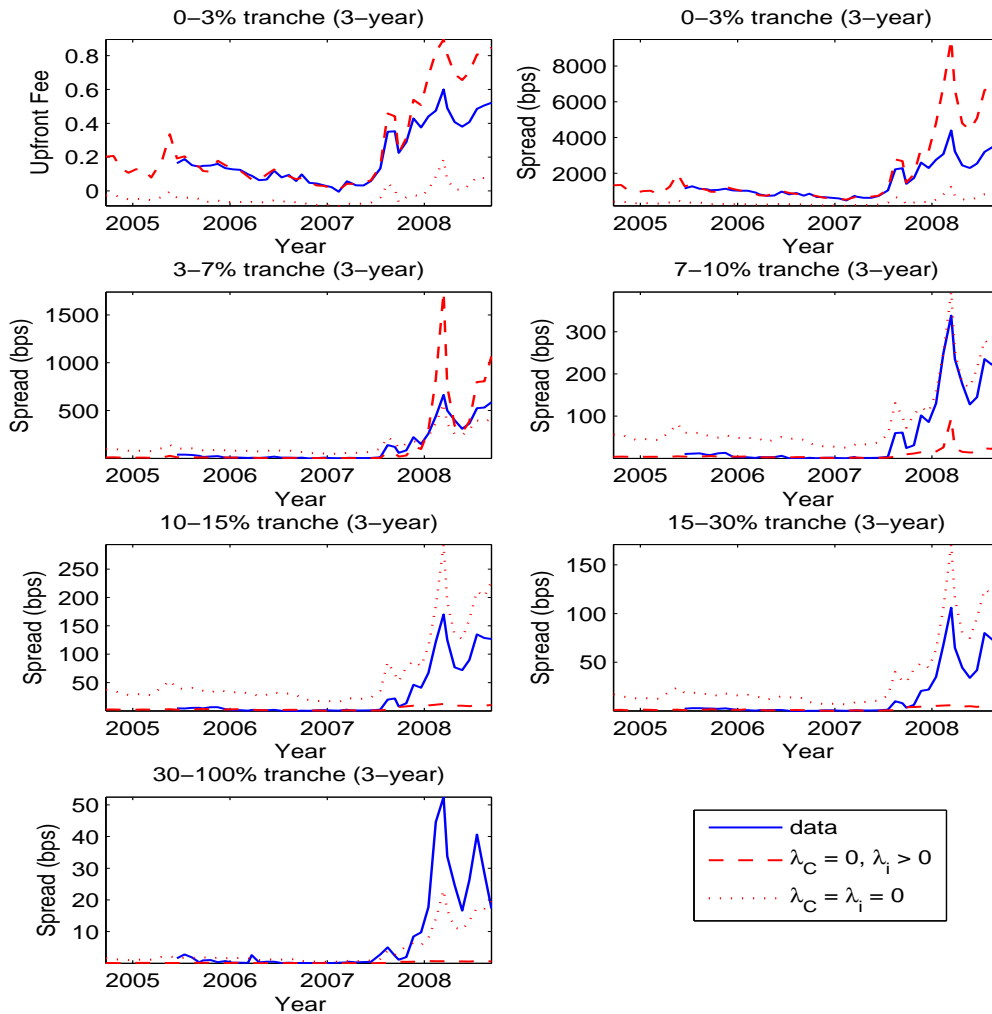 0−3% tranche (3−year)
Upfront Fee
0.8
0.6
0.4
0.2
0
2005 2006 2007 2008
Year
0−3% tranche (3−year)
Spread (bps)
8000
6000
4000
2000
2005 2006 2007 2008
Year
3−7% tranche (3−year)
Spread (bps)
1500
1000
500
2005 2006 2007 2008
Year
7−10% tranche (3−year)
Spread (bps)
300
200
100
2005 2006 2007 2008
Year
10−15% tranche (3−year)
Spread (bps)
250
200
150
100
50
2005 2006 2007 2008
Year
15−30% tranche (3−year)
Spread (bps)
150
100
50
2005 2006 2007 2008
Year
30−100% tranche (3−year)
Spread (bps)
50
40
30
20
10
2005 2006 2007 2008
Year
data
λ_C = 0, λ_i > 0
λ_C = λ_i = 0